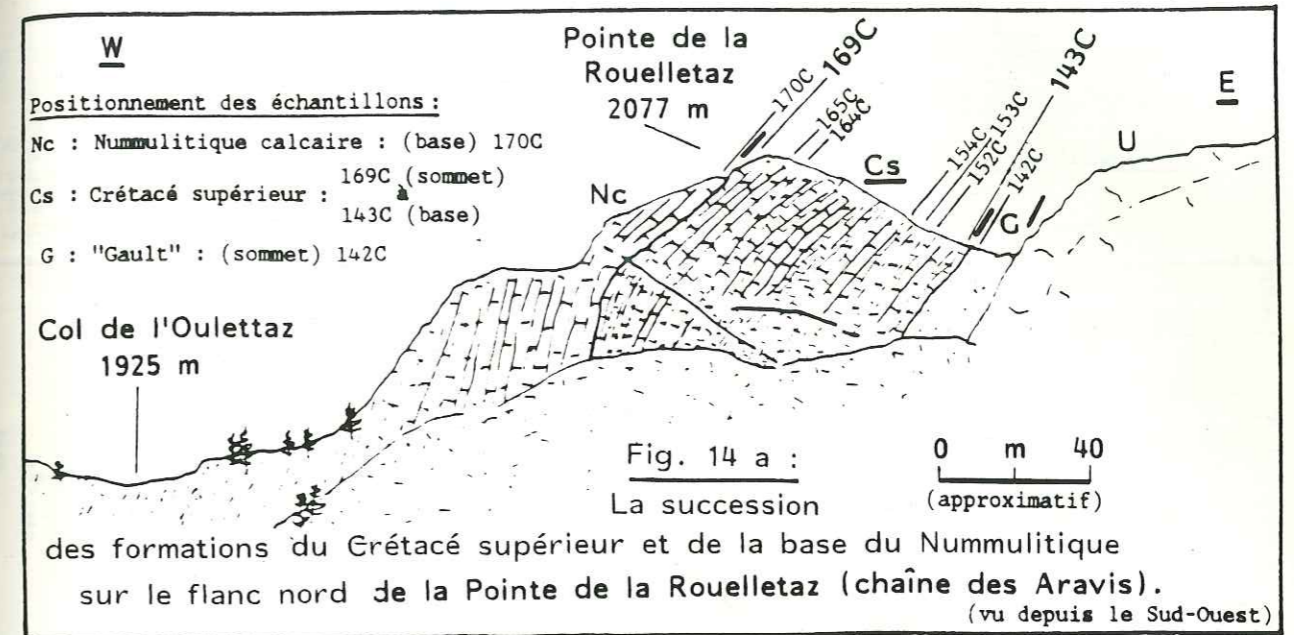 W
E
Positionnement des échantillons :
Nc : Nummulitique calcaire : (base) 170C
Cs : Crétacé supérieur : 169C (sommet)
à
143C (base)
G : "Gault" : (sommet) 142C
Pointe de la
Rouelletaz
2077 m
170C
169C
165C
164C
154C
153C
152C
142C
143C
Nc
Cs
G
U
Col de l'Oulettaz
1925 m
Fig. 14 a :
La succession
0 m 40
(approximatif)
des formations du Crétacé supérieur et de la base du Nummulitique
sur le flanc nord de la Pointe de la Rouelletaz (chaîne des Aravis).
(vu depuis le Sud-Ouest)